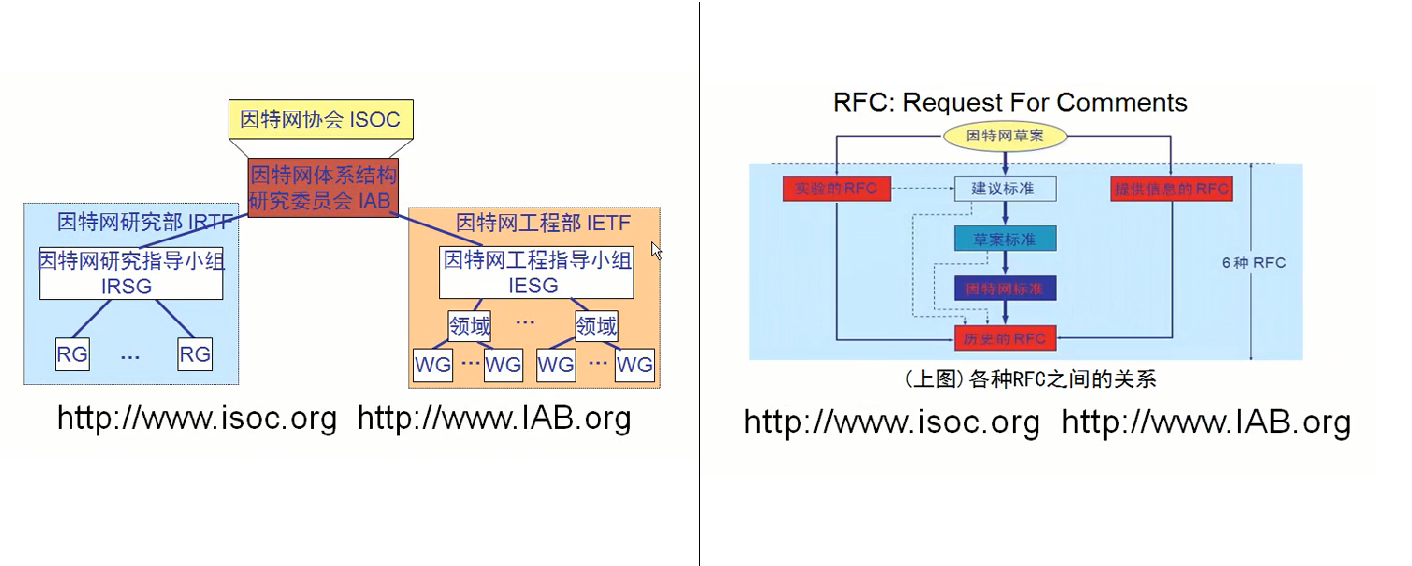 因特网协会 ISOC
因特网体系结构
研究委员会 IAB
因特网研究部 IRTF
因特网研究指导小组
IRSG
RG
...
RG
因特网工程部 IETF
因特网工程指导小组
IESG
领域
...
领域
WG
...
WG
WG
...
WG
http://www.isoc.org http://www.IAB.org
RFC: Request For Comments
因特网草案
实验的RFC
建议标准
提供信息的RFC
草案标准
因特网标准
历史的RFC
6种 RFC
(上图)各种RFC之间的关系
http://www.isoc.org http://www.IAB.org